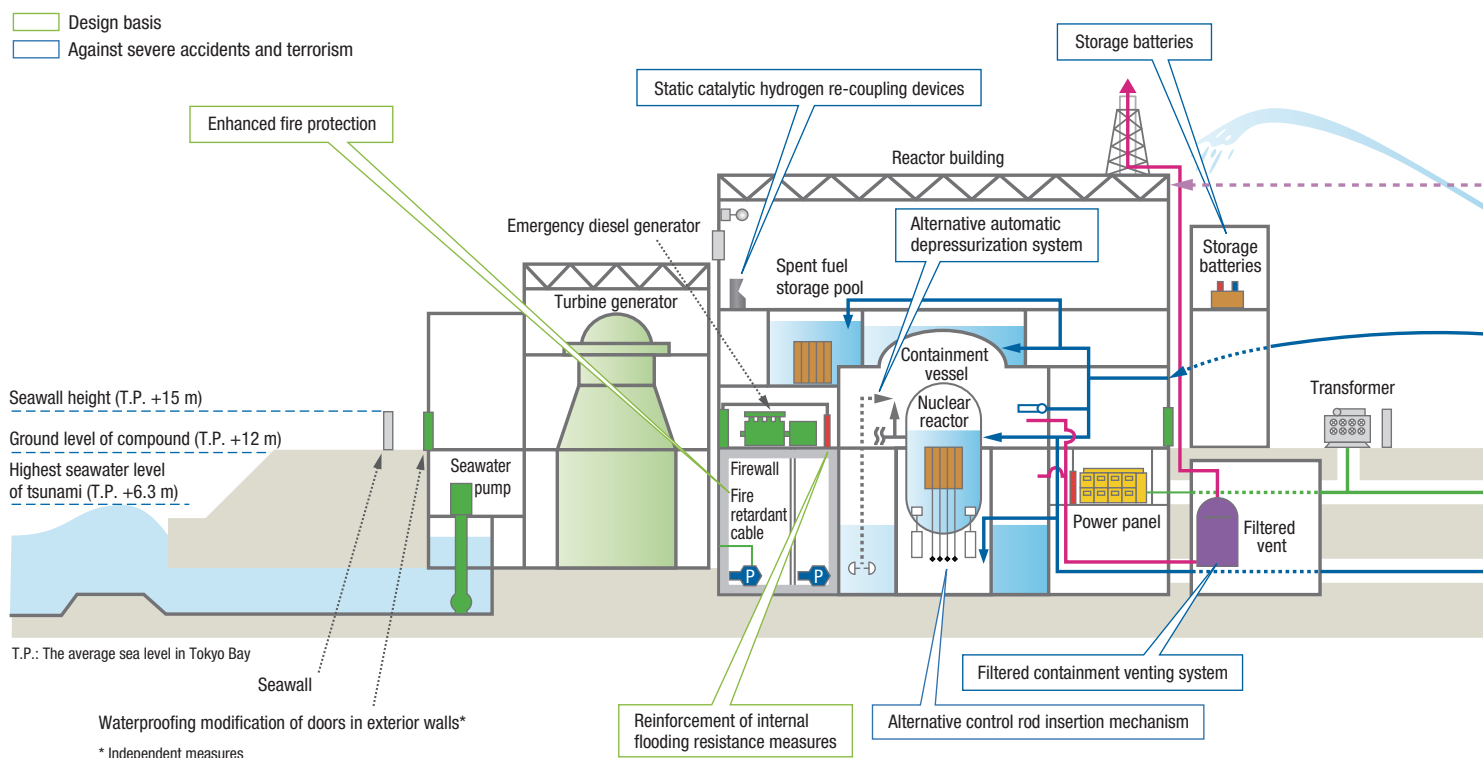 Design basis
Against severe accidents and terrorism
Storage batteries
Static catalytic hydrogen re-coupling devices
Enhanced fire protection
Reactor building
Emergency diesel generator
Alternative automatic
depressurization system
Storage
batteries
Spent fuel
storage pool
Turbine generator
Containment
vessel
Transformer
Seawall height (T.P. +15 m)
Nuclear
reactor
Ground level of compound (T.P. +12 m)
Highest seawater level
of tsunami (T.P. +6.3 m)
Seawater
pump
Firewall
Fire
retardant
cable
Power panel
Filtered
vent
P
P
T.P.: The average sea level in Tokyo Bay
Seawall
Filtered containment venting system
Waterproofing modification of doors in exterior walls*
Reinforcement of internal
flooding resistance measures
Alternative control rod insertion mechanism
* Independent measures